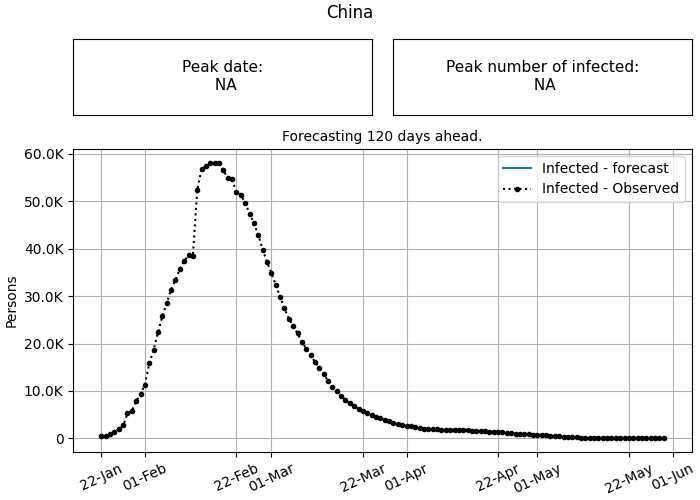 China
Peak date:
NA
Peak number of infected:
NA
Forecasting 120 days ahead.
Infected - forecast
Infected - Observed
Persons
60.0K
50.0K
40.0K
30.0K
20.0K
10.0K
0
22-Jan
01-Feb
22-Feb
01-Mar
22-Mar
01-Apr
22-Apr
01-May
22-May
01-Jun